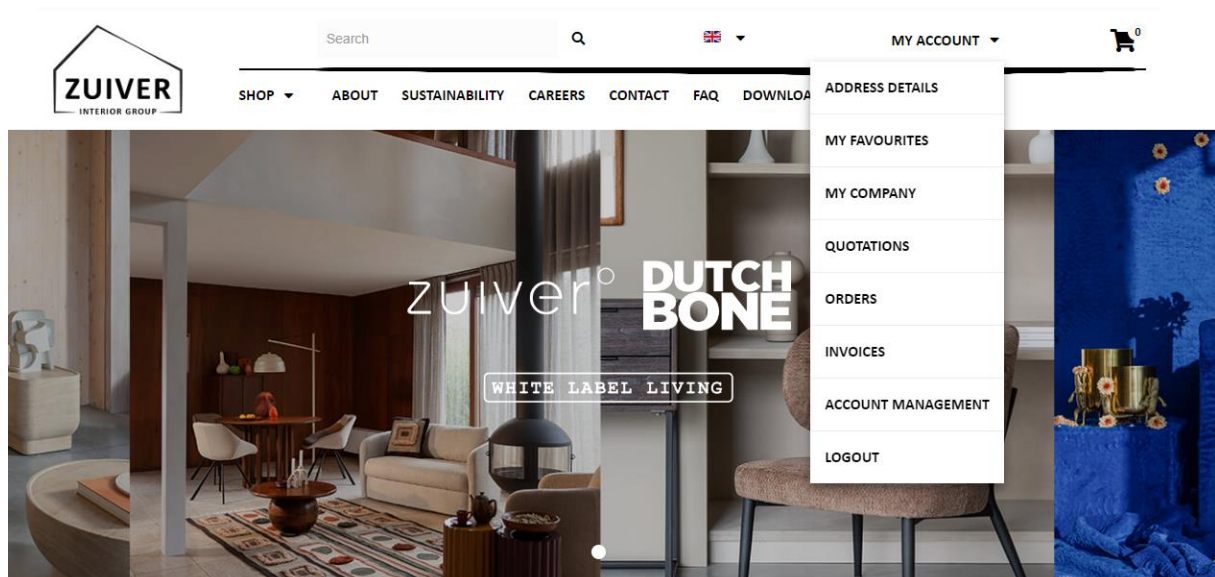 Search
MY ACCOUNT
0
ZUIVER
INTERIOR GROUP
SHOP
ABOUT
SUSTAINABILITY
CAREERS
CONTACT
FAQ
DOWNLOA
ADDRESS DETAILS
MY FAVOURITES
MY COMPANY
QUOTATIONS
ORDERS
INVOICES
ACCOUNT MANAGEMENT
LOGOUT
zuiver°
DUTCH
BONE
WHITE LABEL LIVING